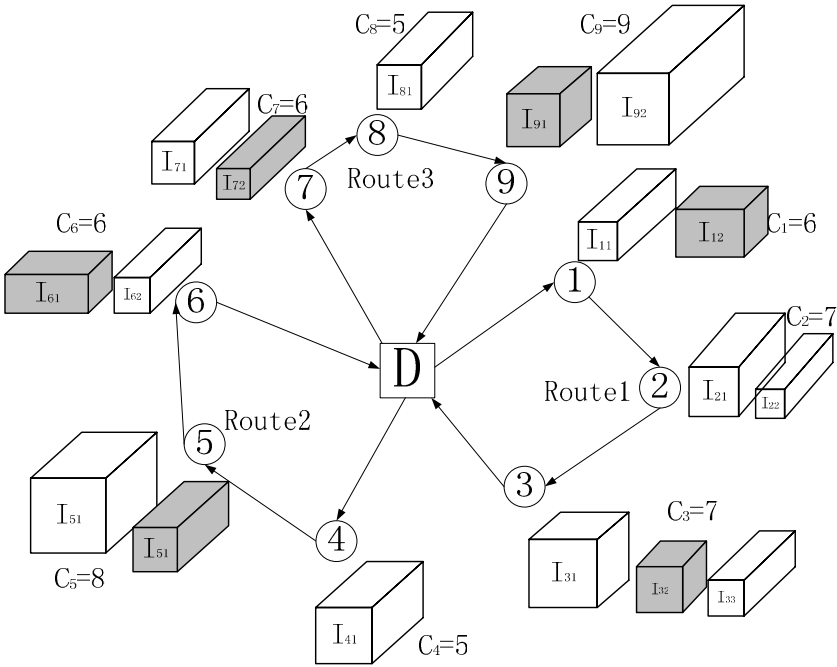 C8=5
C9=9
I81
I91
I92
C7=6
I71
I72
8
7
Route3
9
C6=6
I61
I62
6
I11
I12
C1=6
1
D
C2=7
I21
I22
Route1
2
Route2
5
3
4
I51
I51
C5=8
C3=7
I31
I32
I33
I41
C4=5